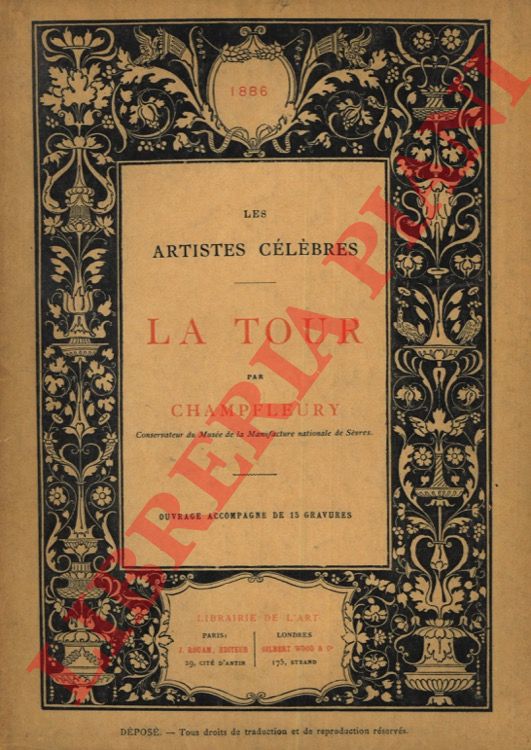 1886
LES
ARTISTES CÉLÈBRES
LA TOUR
PAR
CHAMPFLEURY
Conservateur du Musée de la Manufacture nationale de Sèvres.
OUVRAGE ACCOMPAGNE DE 15 GRAVURES
LIBRAIRIE DE L'ART
PARIS:
J. ROUAM, EDITEUR
29, CITÉ D'ANTIN
LONDRES
GILBERT WOOD & Cº
175, STRAND
DÉPOSÉ. — Tous droits de traduction et de reproduction réservés.
LIBRERIA PIANI